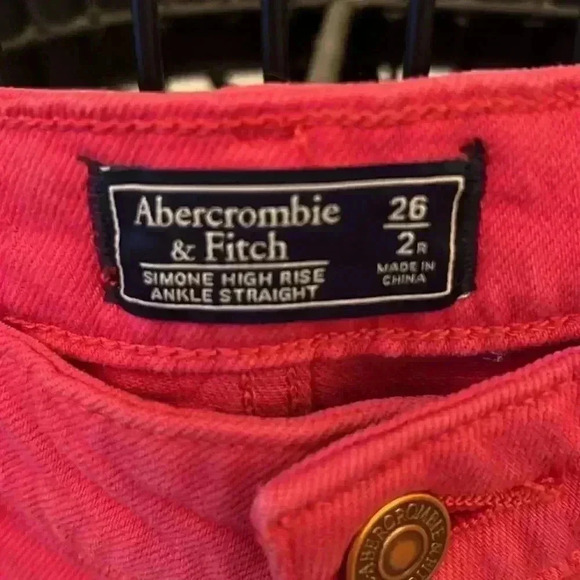 Abercrombie
& Fitch
SIMONE HIGH RISE
ANKLE STRAIGHT
26
2R
MADE IN
CHINA
ABERCROMBIE &